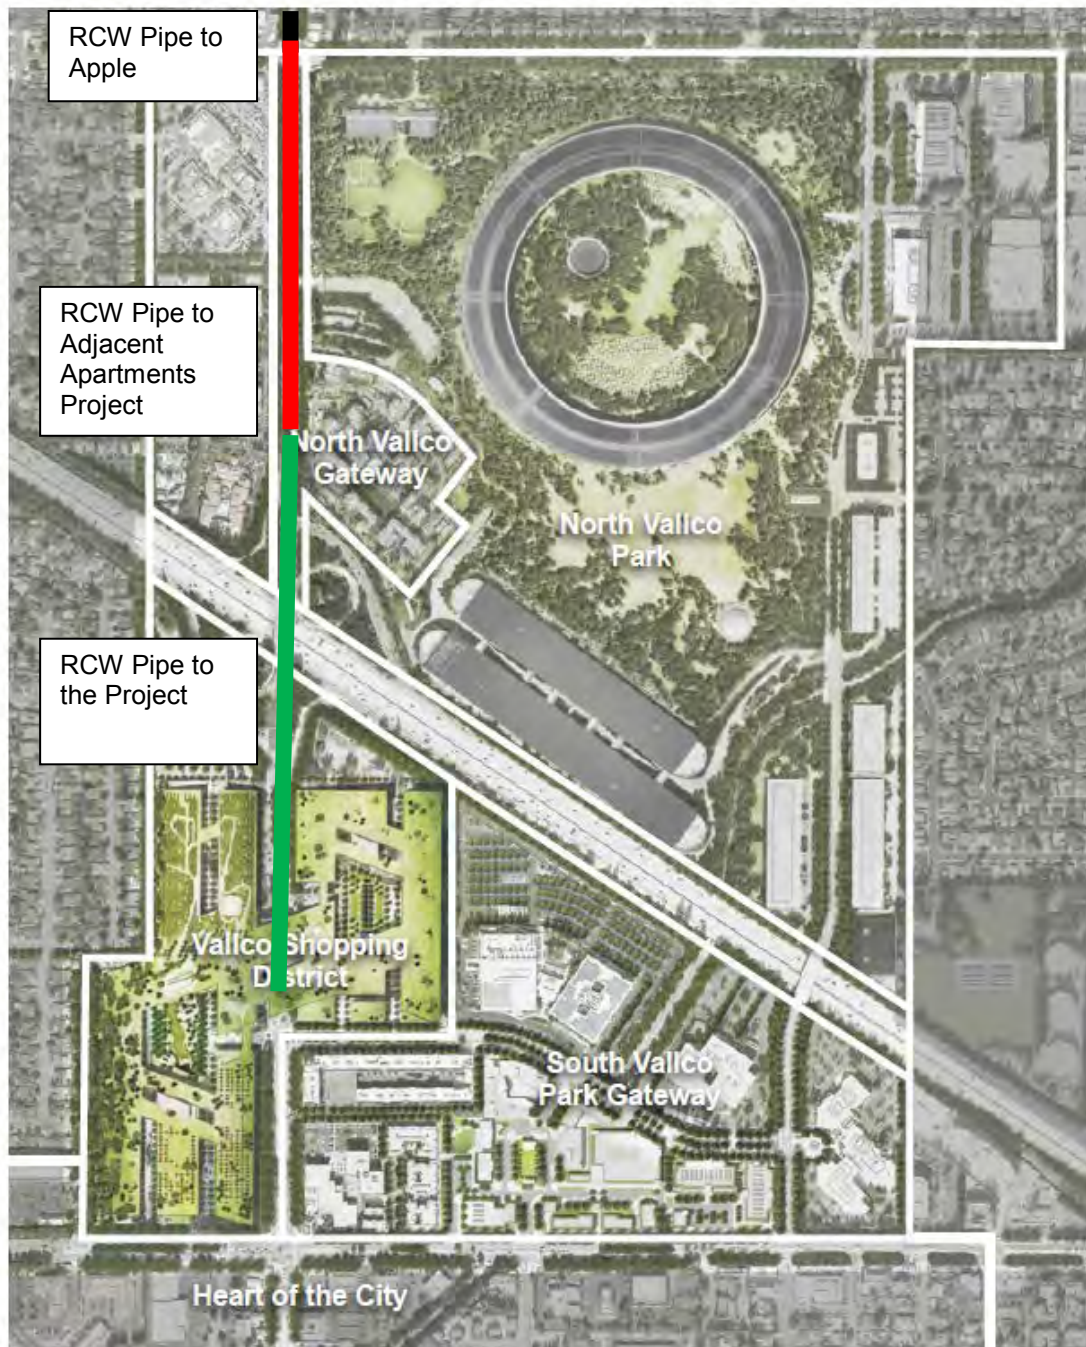 RCW Pipe to
Apple
RCW Pipe to
Adjacent
Apartments
Project
North Vallco
Gateway
North Vallco
Park
RCW Pipe to
the Project
Vallco Shopping
District
South Vallco
Park Gateway
Heart of the City